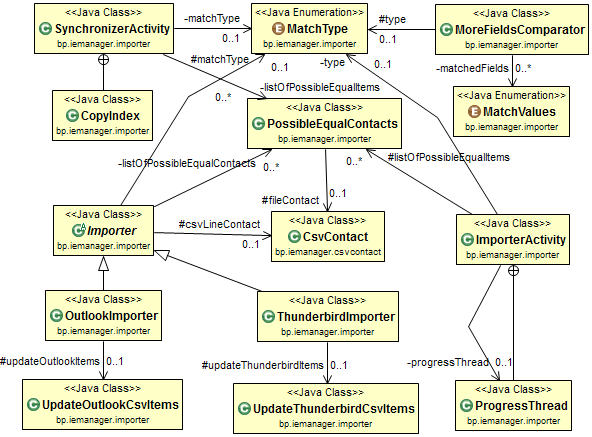 <<Java Class>>
SynchronizerActivity
bp.iemanager.importer
-matchType
0..1
<<Java Enumeration>>
MatchType
bp.iemanager.importer
#type
0..1
<<Java Class>>
MoreFieldsComparator
bp.iemanager.importer
#matchType
0..1
-type
0..1
-matchedFields
0..*
<<Java Class>>
CopyIndex
bp.iemanager.importer
0..*
-listOfPossibleEqualItems
<<Java Enumeration>>
MatchValues
bp.iemanager.importer
<<Java Class>>
PossibleEqualContacts
bp.iemanager.importer
-listOfPossibleEqualContacts
0..*
0..*
#listOfPossibleEqualItems
#fileContact
0..1
<<Java Class>>
Importer
bp.iemanager.importer
#csvLineContact
0..1
<<Java Class>>
CsvContact
bp.iemanager.csvcontact
<<Java Class>>
ImporterActivity
bp.iemanager.importer
<<Java Class>>
OutlookImporter
bp.iemanager.importer
<<Java Class>>
ThunderbirdImporter
bp.iemanager.importer
#updateOutlookItems
0..1
#updateThunderbirdItems
0..1
-progressThread
0..1
<<Java Class>>
UpdateOutlookCsvItems
bp.iemanager.importer
<<Java Class>>
UpdateThunderbirdCsvItems
bp.iemanager.importer
<<Java Class>>
ProgressThread
bp.iemanager.importer